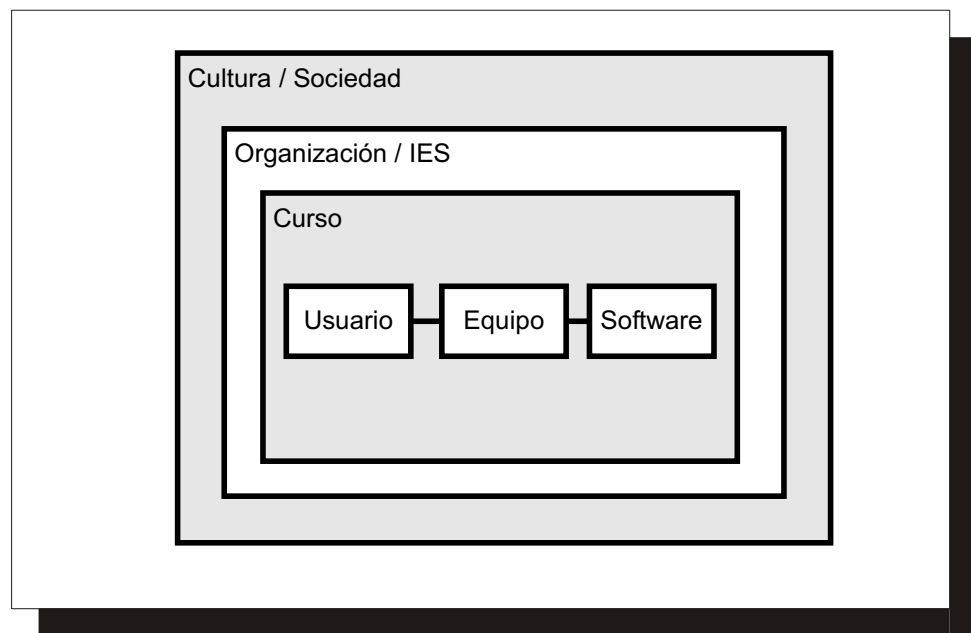 Cultura / Sociedad
Organización / IES
Curso
Usuario
Equipo
Software